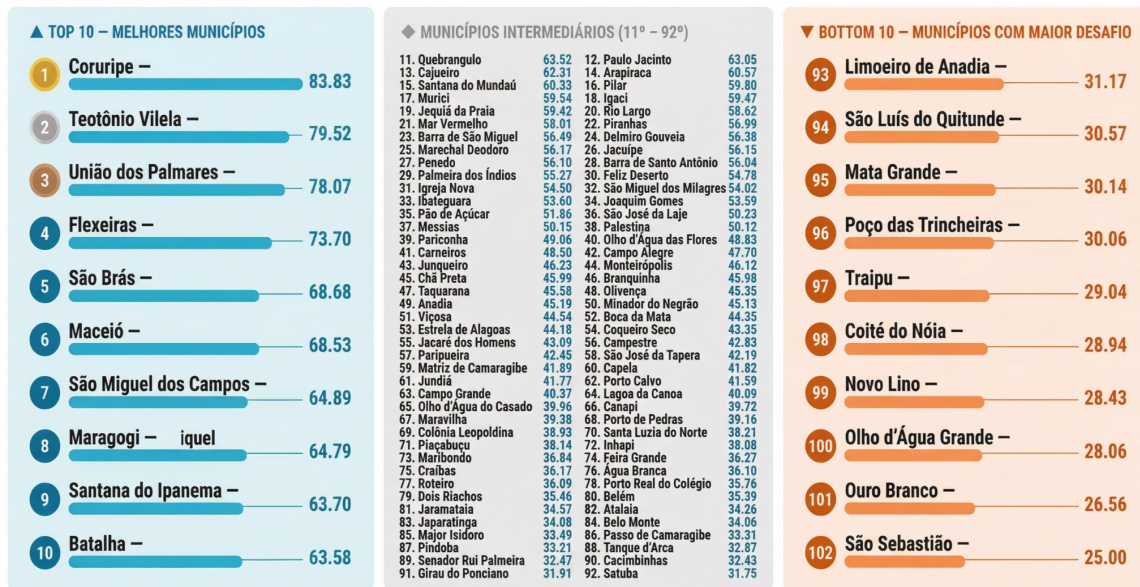 ▲ TOP 10 – MELHORES MUNICÍPIOS
1 Coruripe – 83.83
2 Teotônio Vilela – 79.52
3 União dos Palmares – 78.07
4 Flexeiras – 73.70
5 São Brás – 68.68
6 Maceió – 68.53
7 São Miguel dos Campos – 64.89
8 Maragogi – iquel 64.79
9 Santana do Ipanema – 63.70
10 Batalha – 63.58
◆ MUNICÍPIOS INTERMEDIÁRIOS (11º – 92º)
11. Quebrangulo 63.52 12. Paulo Jacinto 63.05
13. Cajueiro 62.31 14. Arapiraca 60.57
15. Santana do Mundaú 60.33 16. Pilar 59.80
17. Murici 59.54 18. Igaci 59.47
19. Jequiá da Praia 59.42 20. Rio Largo 58.62
21. Mar Vermelho 58.01 22. Piranhas 56.99
23. Barra de São Miguel 56.49 24. Delmiro Gouveia 56.38
25. Marechal Deodoro 56.17 26. Jacuípe 56.15
27. Penedo 56.10 28. Barra de Santo Antônio 56.04
29. Palmeira dos Índios 55.27 30. Feliz Deserto 54.78
31. Igreja Nova 54.50 32. São Miguel dos Milagres 54.02
33. Ibateguara 53.60 34. Joaquim Gomes 53.59
35. Pão de Açúcar 51.86 36. São José da Laje 50.23
37. Messias 50.15 38. Palestina 50.12
39. Pariconha 49.06 40. Olho d'Água das Flores 48.83
41. Carneiros 48.50 42. Campo Alegre 47.70
43. Junqueiro 46.23 44. Monteirópolis 46.12
45. Chã Preta 45.99 46. Branquinha 45.98
47. Taquarana 45.58 48. Olivença 45.35
49. Anadia 45.19 50. Minador do Negrão 45.13
51. Viçosa 44.54 52. Boca da Mata 44.35
53. Estrela de Alagoas 44.18 54. Coqueiro Seco 43.35
55. Jacaré dos Homens 43.09 56. Campestre 42.83
57. Paripueira 42.45 58. São José da Tapera 42.19
59. Matriz de Camaragibe 41.89 60. Capela 41.82
61. Jundiá 41.77 62. Porto Calvo 41.59
63. Campo Grande 40.37 64. Lagoa da Canoa 40.09
65. Olho d'Água do Casado 39.96 66. Canapi 39.72
67. Maravilha 39.38 68. Porto de Pedras 39.16
69. Colônia Leopoldina 38.93 70. Santa Luzia do Norte 38.21
71. Piaçabuçu 38.14 72. Inhapi 38.08
73. Maribondo 36.84 74. Feira Grande 36.27
75. Craíbas 36.17 76. Água Branca 36.10
77. Roteiro 36.09 78. Porto Real do Colégio 35.76
79. Dois Riachos 35.46 80. Belém 35.39
81. Jaramataia 34.57 82. Atalaia 34.26
83. Japaratinga 34.08 84. Belo Monte 34.06
85. Major Isidoro 33.49 86. Passo de Camaragibe 33.31
87. Pindoba 33.21 88. Tanque d'Arca 32.87
89. Senador Rui Palmeira 32.47 90. Cacimbinhas 32.43
91. Girau do Ponciano 31.91 92. Satuba 31.75
▼ BOTTOM 10 – MUNICÍPIOS COM MAIOR DESAFIO
93 Limoeiro de Anadia – 31.17
94 São Luís do Quitunde – 30.57
95 Mata Grande – 30.14
96 Poço das Trincheiras – 30.06
97 Traipu – 29.04
98 Coité do Nóia – 28.94
99 Novo Lino – 28.43
100 Olho d'Água Grande – 28.06
101 Ouro Branco – 26.56
102 São Sebastião – 25.00